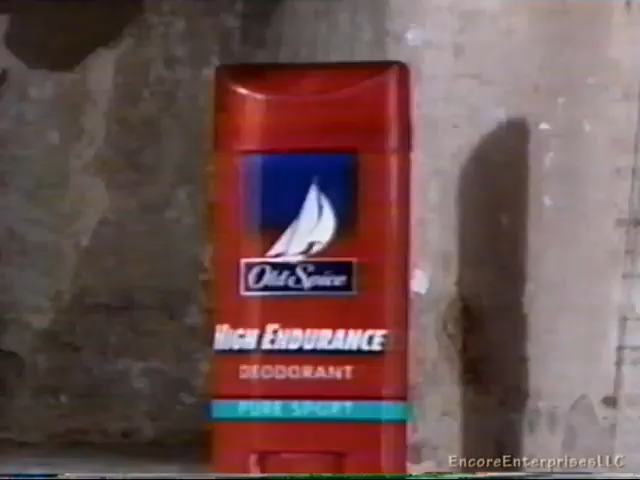 Old Spice
HIGH ENDURANCE
DEODORANT
PURE SPORT
EncoreEnterprisesLLC